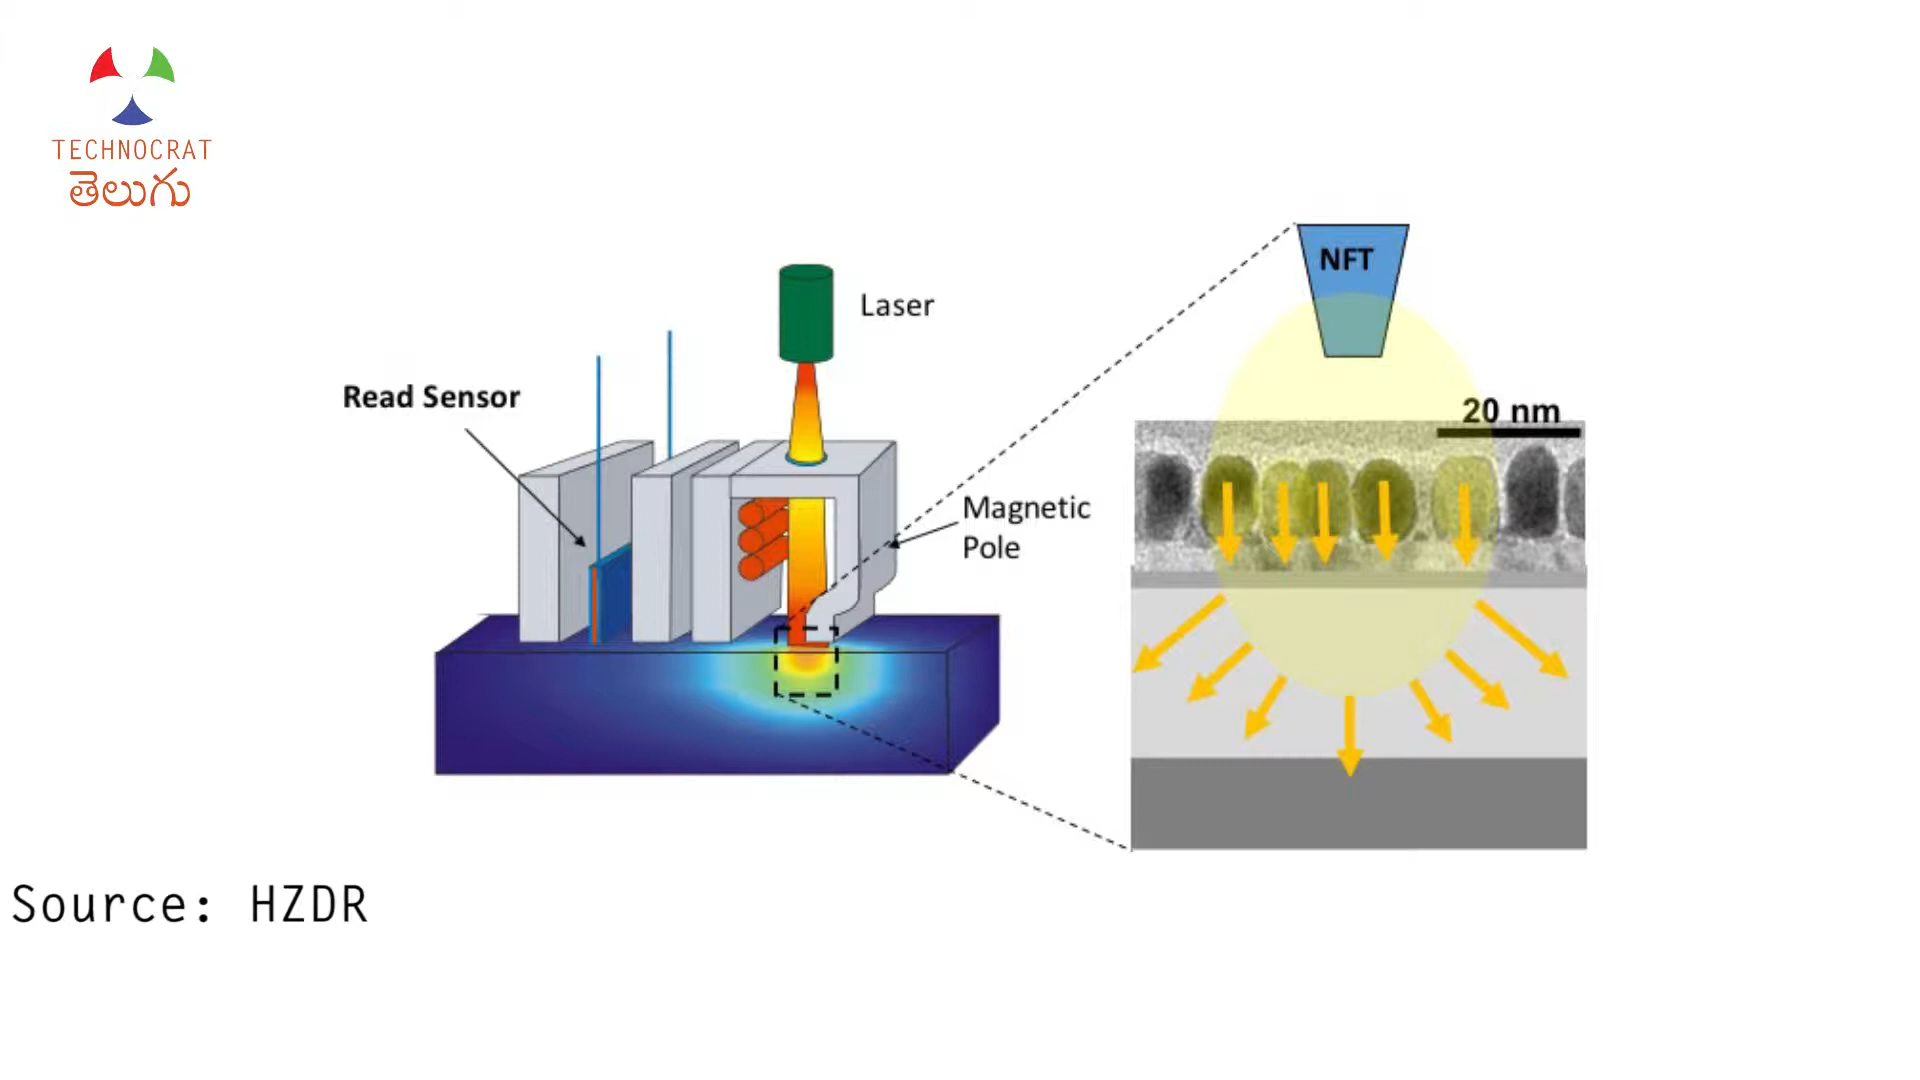 TECHNOCRAT
తెలుగు
NFT
Laser
Read Sensor
20 nm
Magnetic
Pole
Source: HZDR